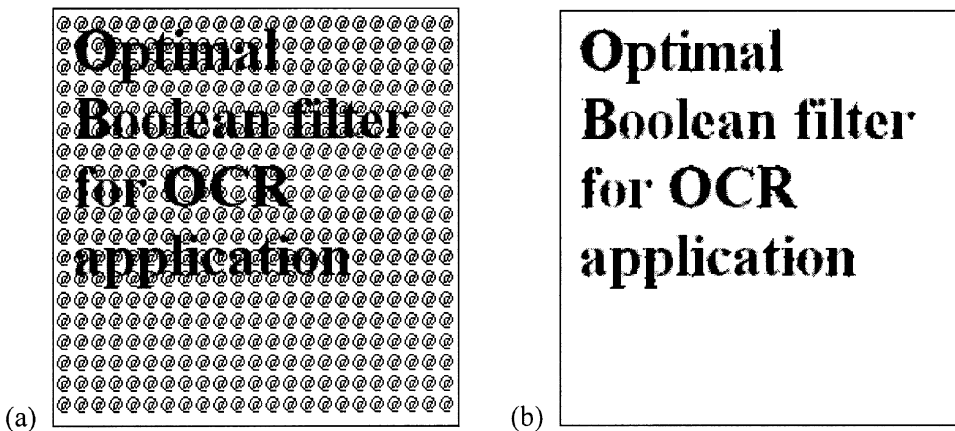 Optimal
Boolean filter
for OCR
application
(a)
Optimal
Boolean filter
for OCR
application
(b)